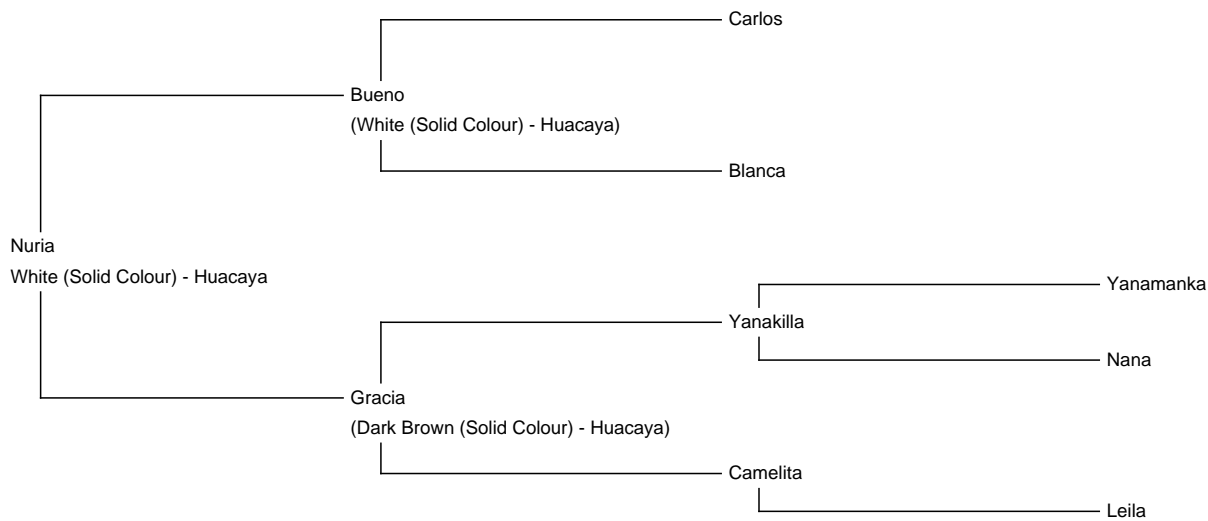 Carlos
Bueno
(White (Solid Colour) - Huacaya)
Blanca
Nuria
White (Solid Colour) - Huacaya
Yanamanka
Yanakilla
Nana
Gracia
(Dark Brown (Solid Colour) - Huacaya)
Camelita
Leila